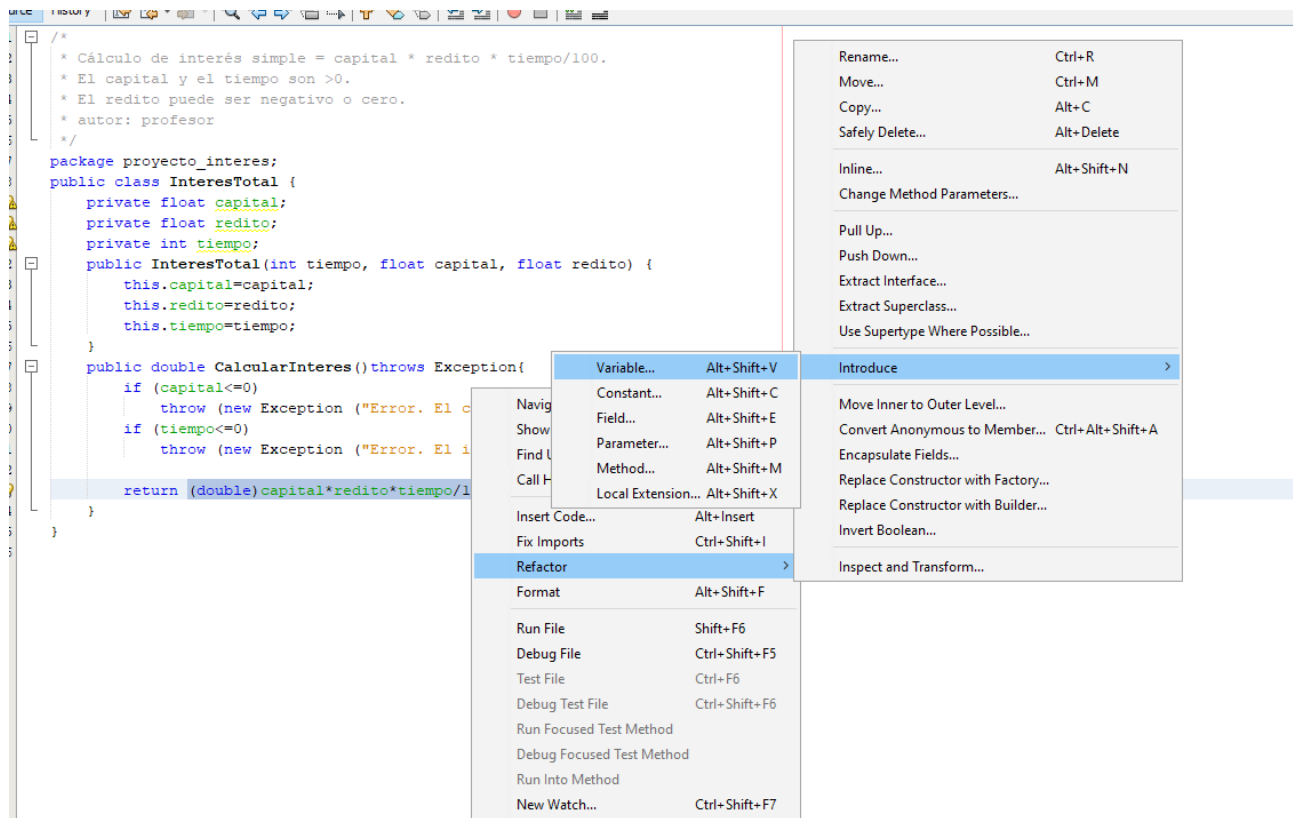 History
/*
* Cálculo de interés simple = capital * redito * tiempo/100.
* El capital y el tiempo son >0.
* El redito puede ser negativo o cero.
* autor: profesor
*/
package proyecto_interes;
public class InteresTotal {
private float capital;
private float redito;
private int tiempo;
public InteresTotal(int tiempo, float capital, float redito) {
this.capital=capital;
this.redito=redito;
this.tiempo=tiempo;
}
public double CalcularInteres()throws Exception{
if (capital<=0)
throw (new Exception ("Error. El c
if (tiempo<=0)
throw (new Exception ("Error. El i
return (double)capital*redito*tiempo/1
}
}
Navig
Show
Find U
Call H
Insert Code... Alt+Insert
Fix Imports Ctrl+Shift+I
Refactor >
Format Alt+Shift+F
Run File Shift+F6
Debug File Ctrl+Shift+F5
Test File Ctrl+F6
Debug Test File Ctrl+Shift+F6
Run Focused Test Method
Debug Focused Test Method
Run Into Method
New Watch... Ctrl+Shift+F7
Variable... Alt+Shift+V
Constant... Alt+Shift+C
Field... Alt+Shift+E
Parameter... Alt+Shift+P
Method... Alt+Shift+M
Local Extension... Alt+Shift+X
Rename... Ctrl+R
Move... Ctrl+M
Copy... Alt+C
Safely Delete... Alt+Delete
Inline... Alt+Shift+N
Change Method Parameters...
Pull Up...
Push Down...
Extract Interface...
Extract Superclass...
Use Supertype Where Possible...
Introduce >
Move Inner to Outer Level...
Convert Anonymous to Member... Ctrl+Alt+Shift+A
Encapsulate Fields...
Replace Constructor with Factory...
Replace Constructor with Builder...
Invert Boolean...
Inspect and Transform...